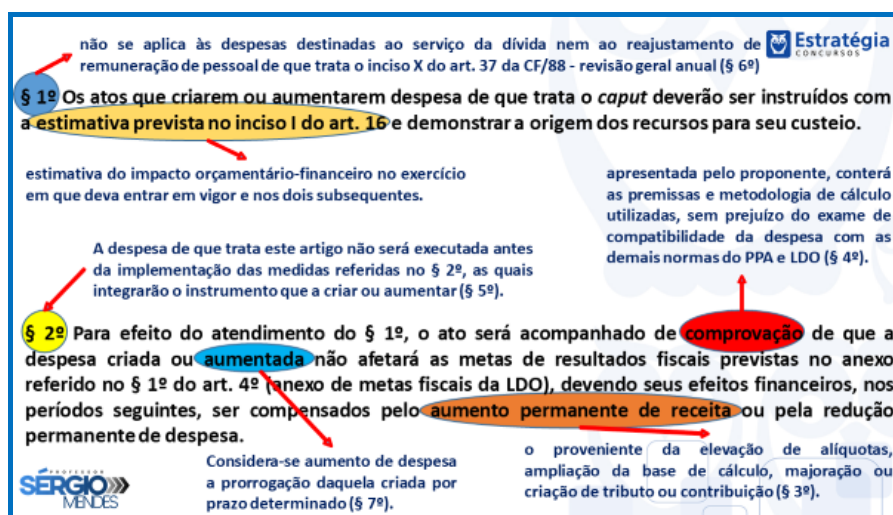 não se aplica às despesas destinadas ao serviço da dívida nem ao reajustamento de
remuneração de pessoal de que trata o inciso X do art. 37 da CF/88 - revisão geral anual (§ 6º)
Estratégia
CONCURSOS
§ 1º Os atos que criarem ou aumentarem despesa de que trata o caput deverão ser instruídos com
a estimativa prevista no inciso I do art. 16 e demonstrar a origem dos recursos para seu custeio.
estimativa do impacto orçamentário-financeiro no exercício
em que deva entrar em vigor e nos dois subsequentes.
apresentada pelo proponente, conterá
as premissas e metodologia de cálculo
utilizadas, sem prejuízo do exame de
compatibilidade da despesa com as
demais normas do PPA e LDO (§ 4º).
A despesa de que trata este artigo não será executada antes
da implementação das medidas referidas no § 2º, as quais
integrarão o instrumento que a criar ou aumentar (§ 5º).
§ 2º Para efeito do atendimento do § 1º, o ato será acompanhado de comprovação de que a
despesa criada ou aumentada não afetará as metas de resultados fiscais previstas no anexo
referido no § 1º do art. 4º (anexo de metas fiscais da LDO), devendo seus efeitos financeiros, nos
períodos seguintes, ser compensados pelo aumento permanente de receita ou pela redução
permanente de despesa.
Considera-se aumento de despesa
a prorrogação daquela criada por
prazo determinado (§ 7º).
o proveniente da elevação de alíquotas,
ampliação da base de cálculo, majoração ou
criação de tributo ou contribuição (§ 3º).
PROFESSOR
SÉRGIO
MENDES